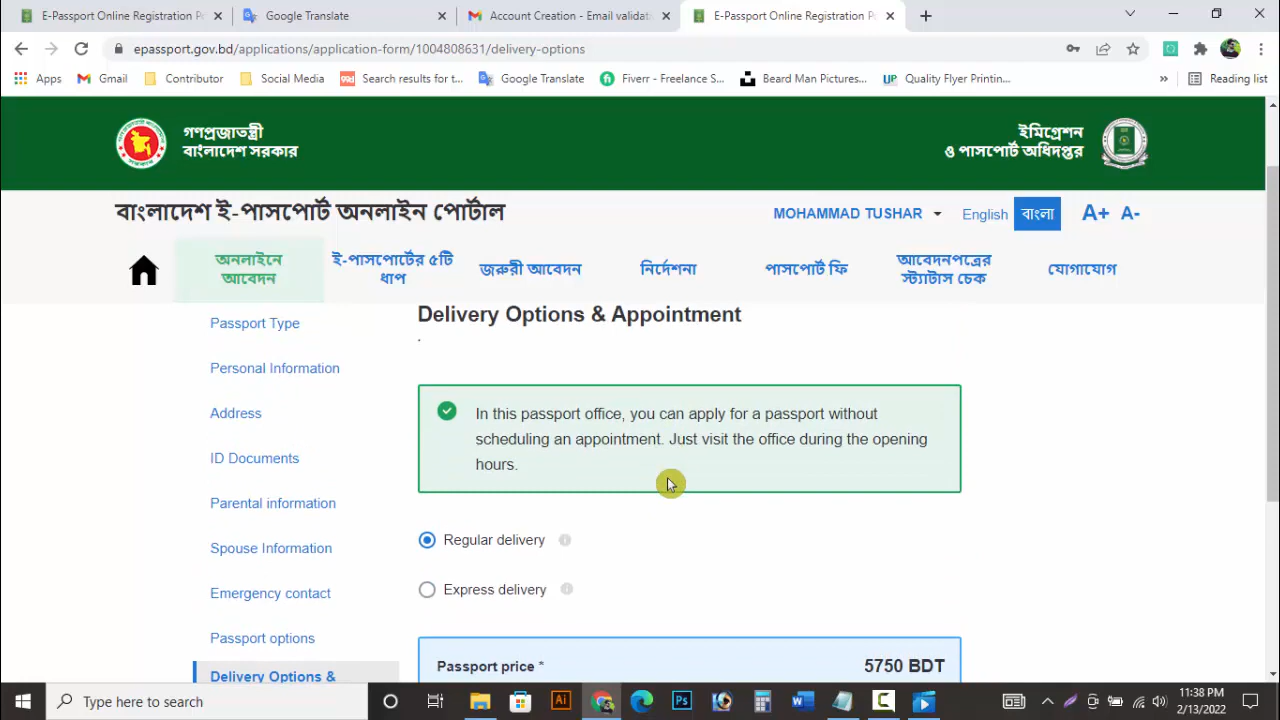 E-Passport Online Registration P
Google Translate
Account Creation - Email validat
E-Passport Online Registration P
epassport.gov.bd/applications/application-form/1004808631/delivery-options
Apps
Gmail
Contributor
Social Media
Search results for t...
Google Translate
Fiverr - Freelance S...
Beard Man Pictures...
Quality Flyer Printin...
»
Reading list
গণপ্রজাতন্ত্রী
বাংলাদেশ সরকার
ইমিগ্রেশন
ও পাসপোর্ট অধিদপ্তর
বাংলাদেশ ই-পাসপোর্ট অনলাইন পোর্টাল
MOHAMMAD TUSHAR
English
বাংলা
A+
A-
অনলাইনে
আবেদন
ই-পাসপোর্টের ৫টি
ধাপ
জরুরী আবেদন
নির্দেশনা
পাসপোর্ট ফি
আবেদনপত্রের
স্ট্যাটাস চেক
যোগাযোগ
Passport Type
Personal Information
Address
ID Documents
Parental information
Spouse Information
Emergency contact
Passport options
Delivery Options &
Delivery Options & Appointment
.
In this passport office, you can apply for a passport without
scheduling an appointment. Just visit the office during the opening
hours.
Regular delivery
Express delivery
Passport price *
5750 BDT
Type here to search
11:38 PM
2/13/2022